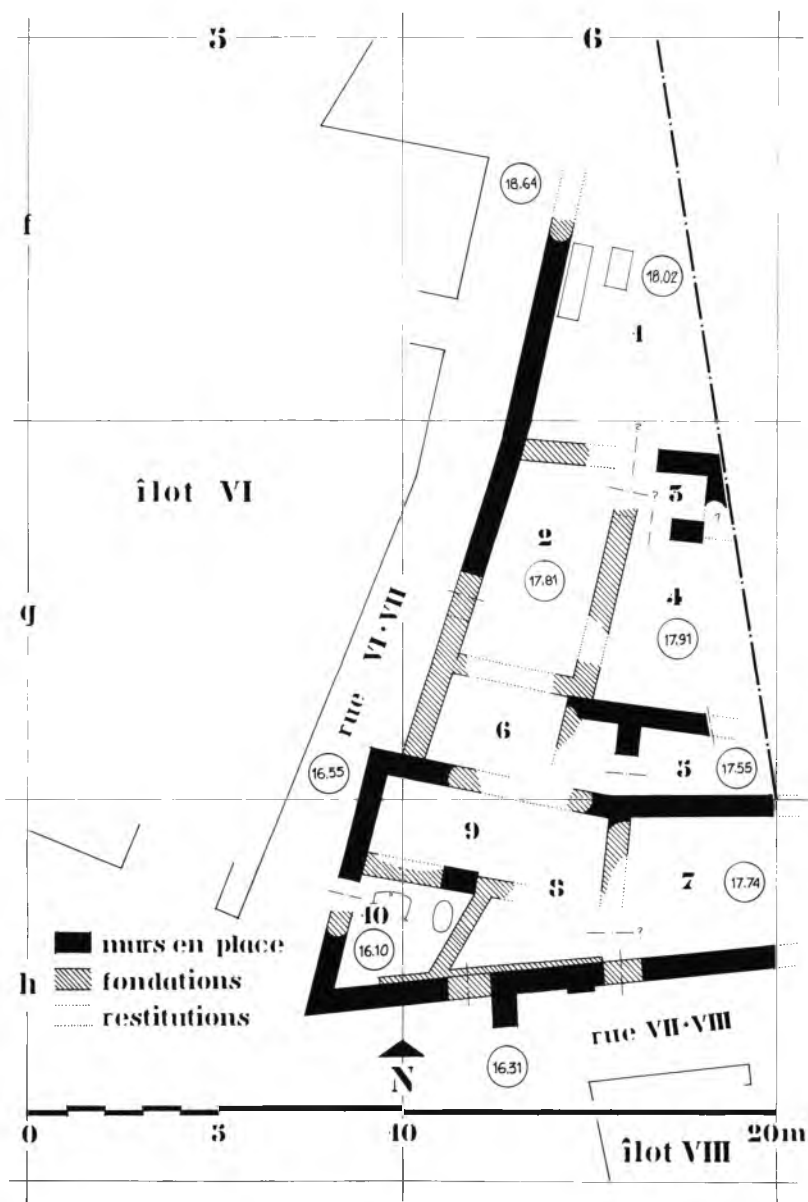 5 6
18.64
f
18.02
1
îlot VI
?
3
?
?
2
17.81
g
4
17.91
rue VI·VII
6
5
17.55
16.55
9
8
7
17.74
10
16.10
?
murs en place
fondations
h
restitutions
rue VII·VIII
16.31
N
0 5 10 20m
îlot VIII